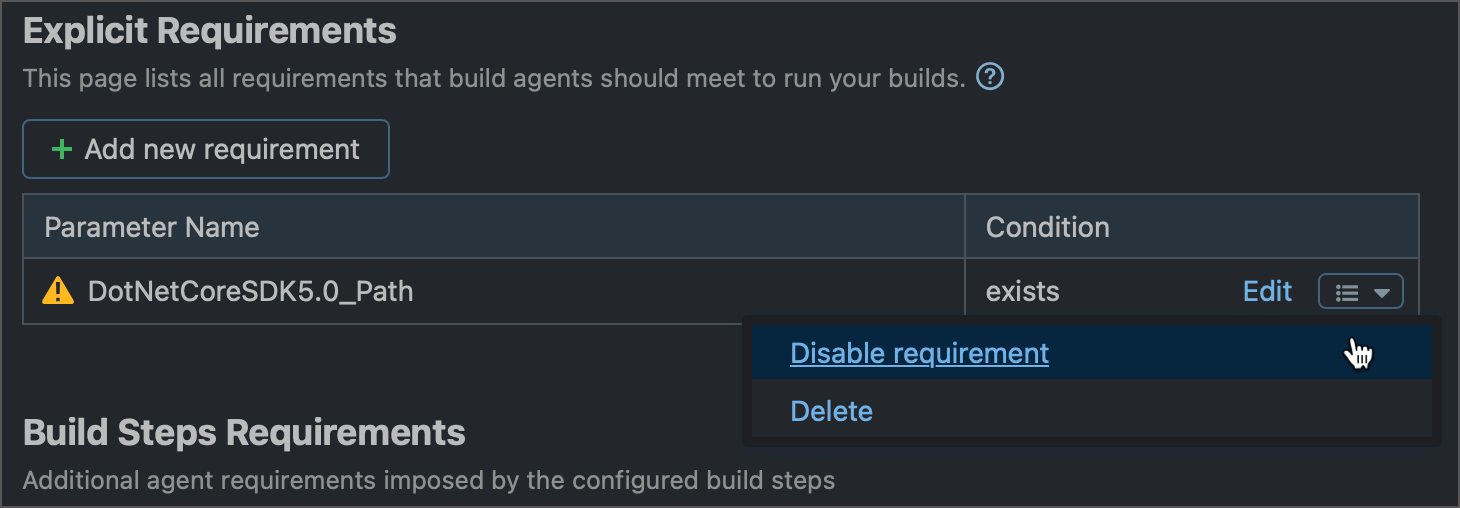 Explicit Requirements
This page lists all requirements that build agents should meet to run your builds. ?
+ Add new requirement
Parameter Name Condition
DotNetCoreSDK5.0_Path exists Edit
Disable requirement
Delete
Build Steps Requirements
Additional agent requirements imposed by the configured build steps